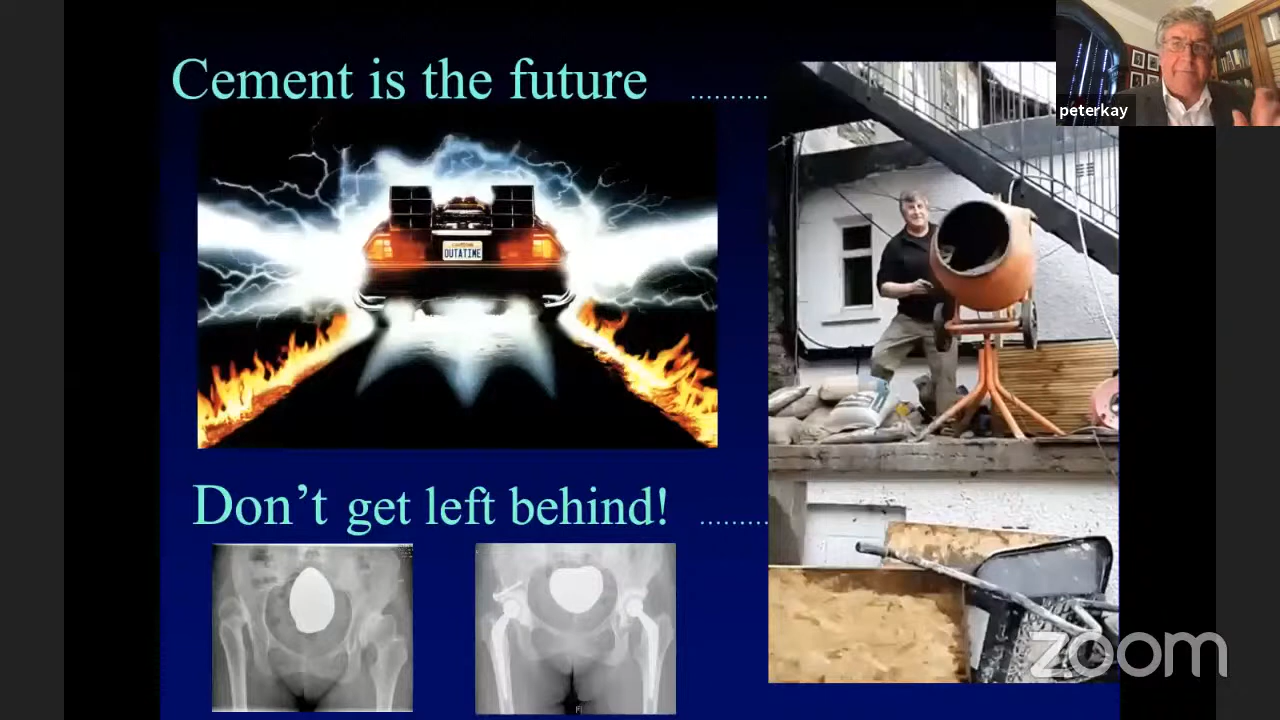 Cement is the future ..........
peterkay
OUTATIME
Don't get left behind! .........
zoom